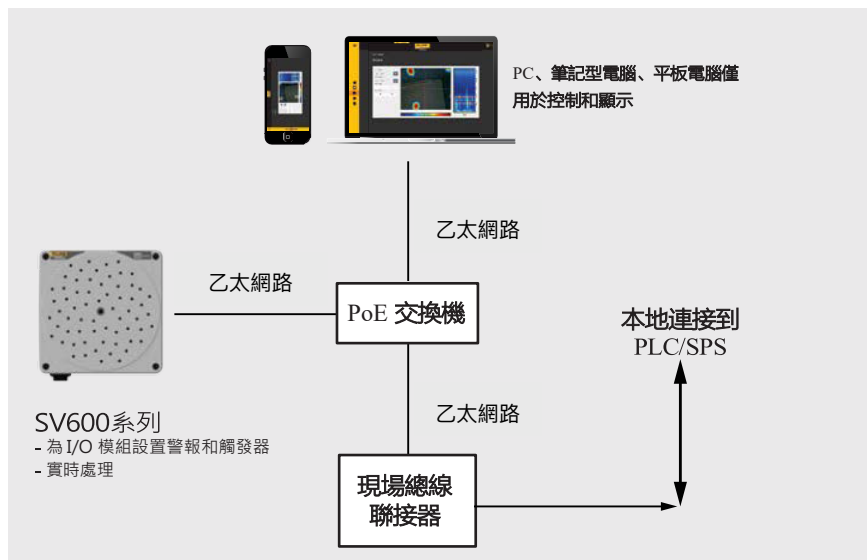 PC、筆記型電腦、平板電腦僅
用於控制和顯示
乙太網路
乙太網路
PoE 交換機
本地連接到
PLC/SPS
SV600系列
- 為 I/O 模組設置警報和觸發器
- 實時處理
乙太網路
現場總線
聯接器